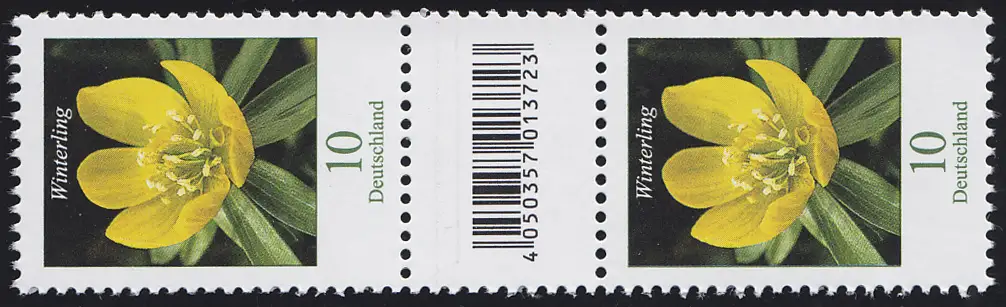 Winterling
10
Deutschland
4 050357 013723
Winterling
10
Deutschland